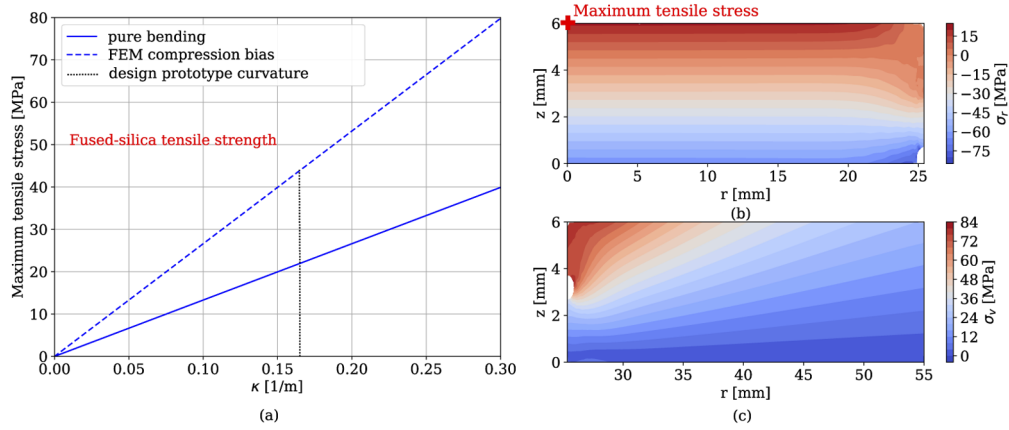 Maximum tensile stress [MPa]
80
70
60
50
40
30
20
10
0
pure bending
FEM compression bias
design prototype curvature
Fused-silica tensile strength
0.00 0.05 0.10 0.15 0.20 0.25 0.30
κ [1/m]
(a)
Maximum tensile stress
z [mm]
6
4
2
0
0 5 10 15 20 25
r [mm]
(b)
15
0
−15
−30
−45
−60
−75
σr [MPa]
z [mm]
6
4
2
0
30 35 40 45 50 55
r [mm]
(c)
84
72
60
48
36
24
12
0
σv [MPa]